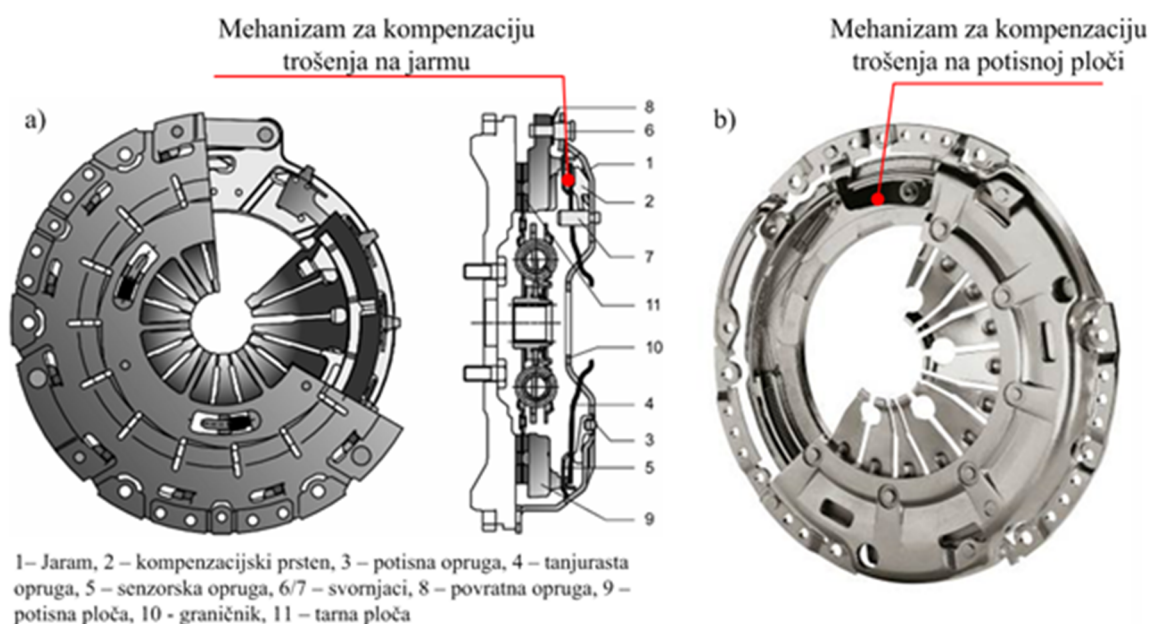 Mehanizam za kompenzaciju
trošenja na jarmu
Mehanizam za kompenzaciju
trošenja na potisnoj ploči
a)
b)
8
6
1
2
7
11
10
4
3
5
9
1– Jaram, 2 – kompenzacijski prsten, 3 – potisna opruga, 4 – tanjurasta
opruga, 5 – senzorska opruga, 6/7 – svornjaci, 8 – povratna opruga, 9 –
potisna ploča, 10 - graničnik, 11 – tarna ploča